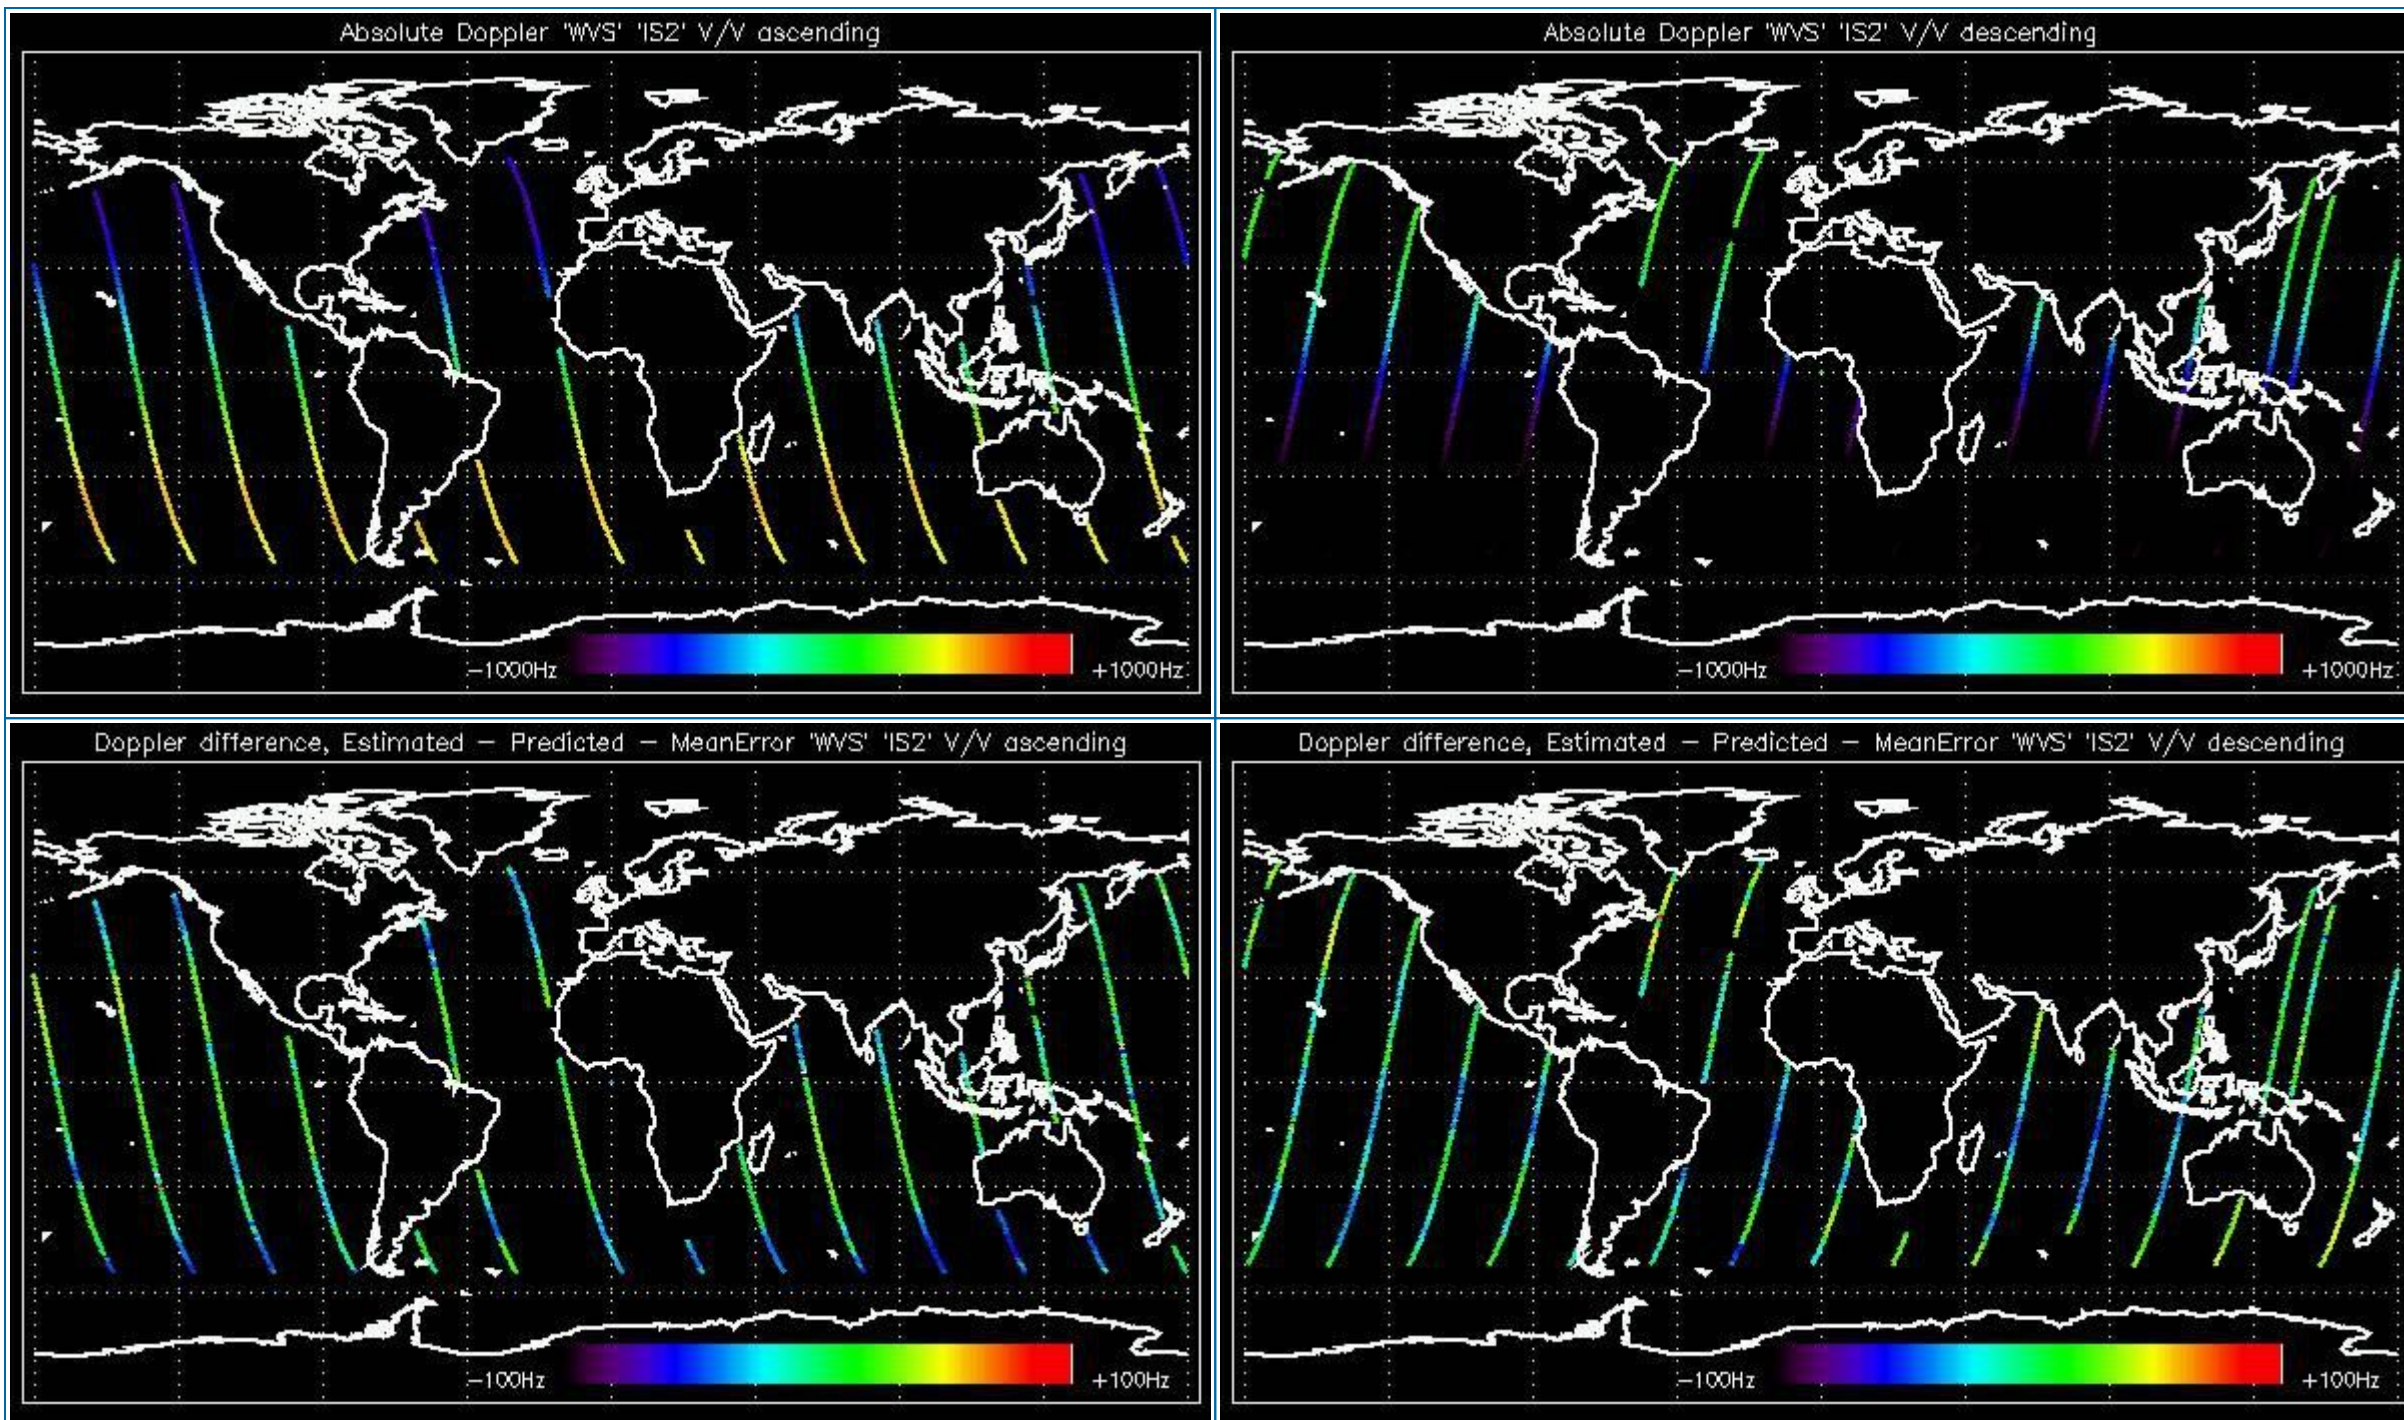 Absolute Doppler 'WVS' 'IS2' V/V ascending
-1000Hz
+1000Hz
Absolute Doppler 'WVS' 'IS2' V/V descending
-1000Hz
+1000Hz
Doppler difference, Estimated - Predicted - MeanError 'WVS' 'IS2' V/V ascending
-100Hz
+100Hz
Doppler difference, Estimated - Predicted - MeanError 'WVS' 'IS2' V/V descending
-100Hz
+100Hz